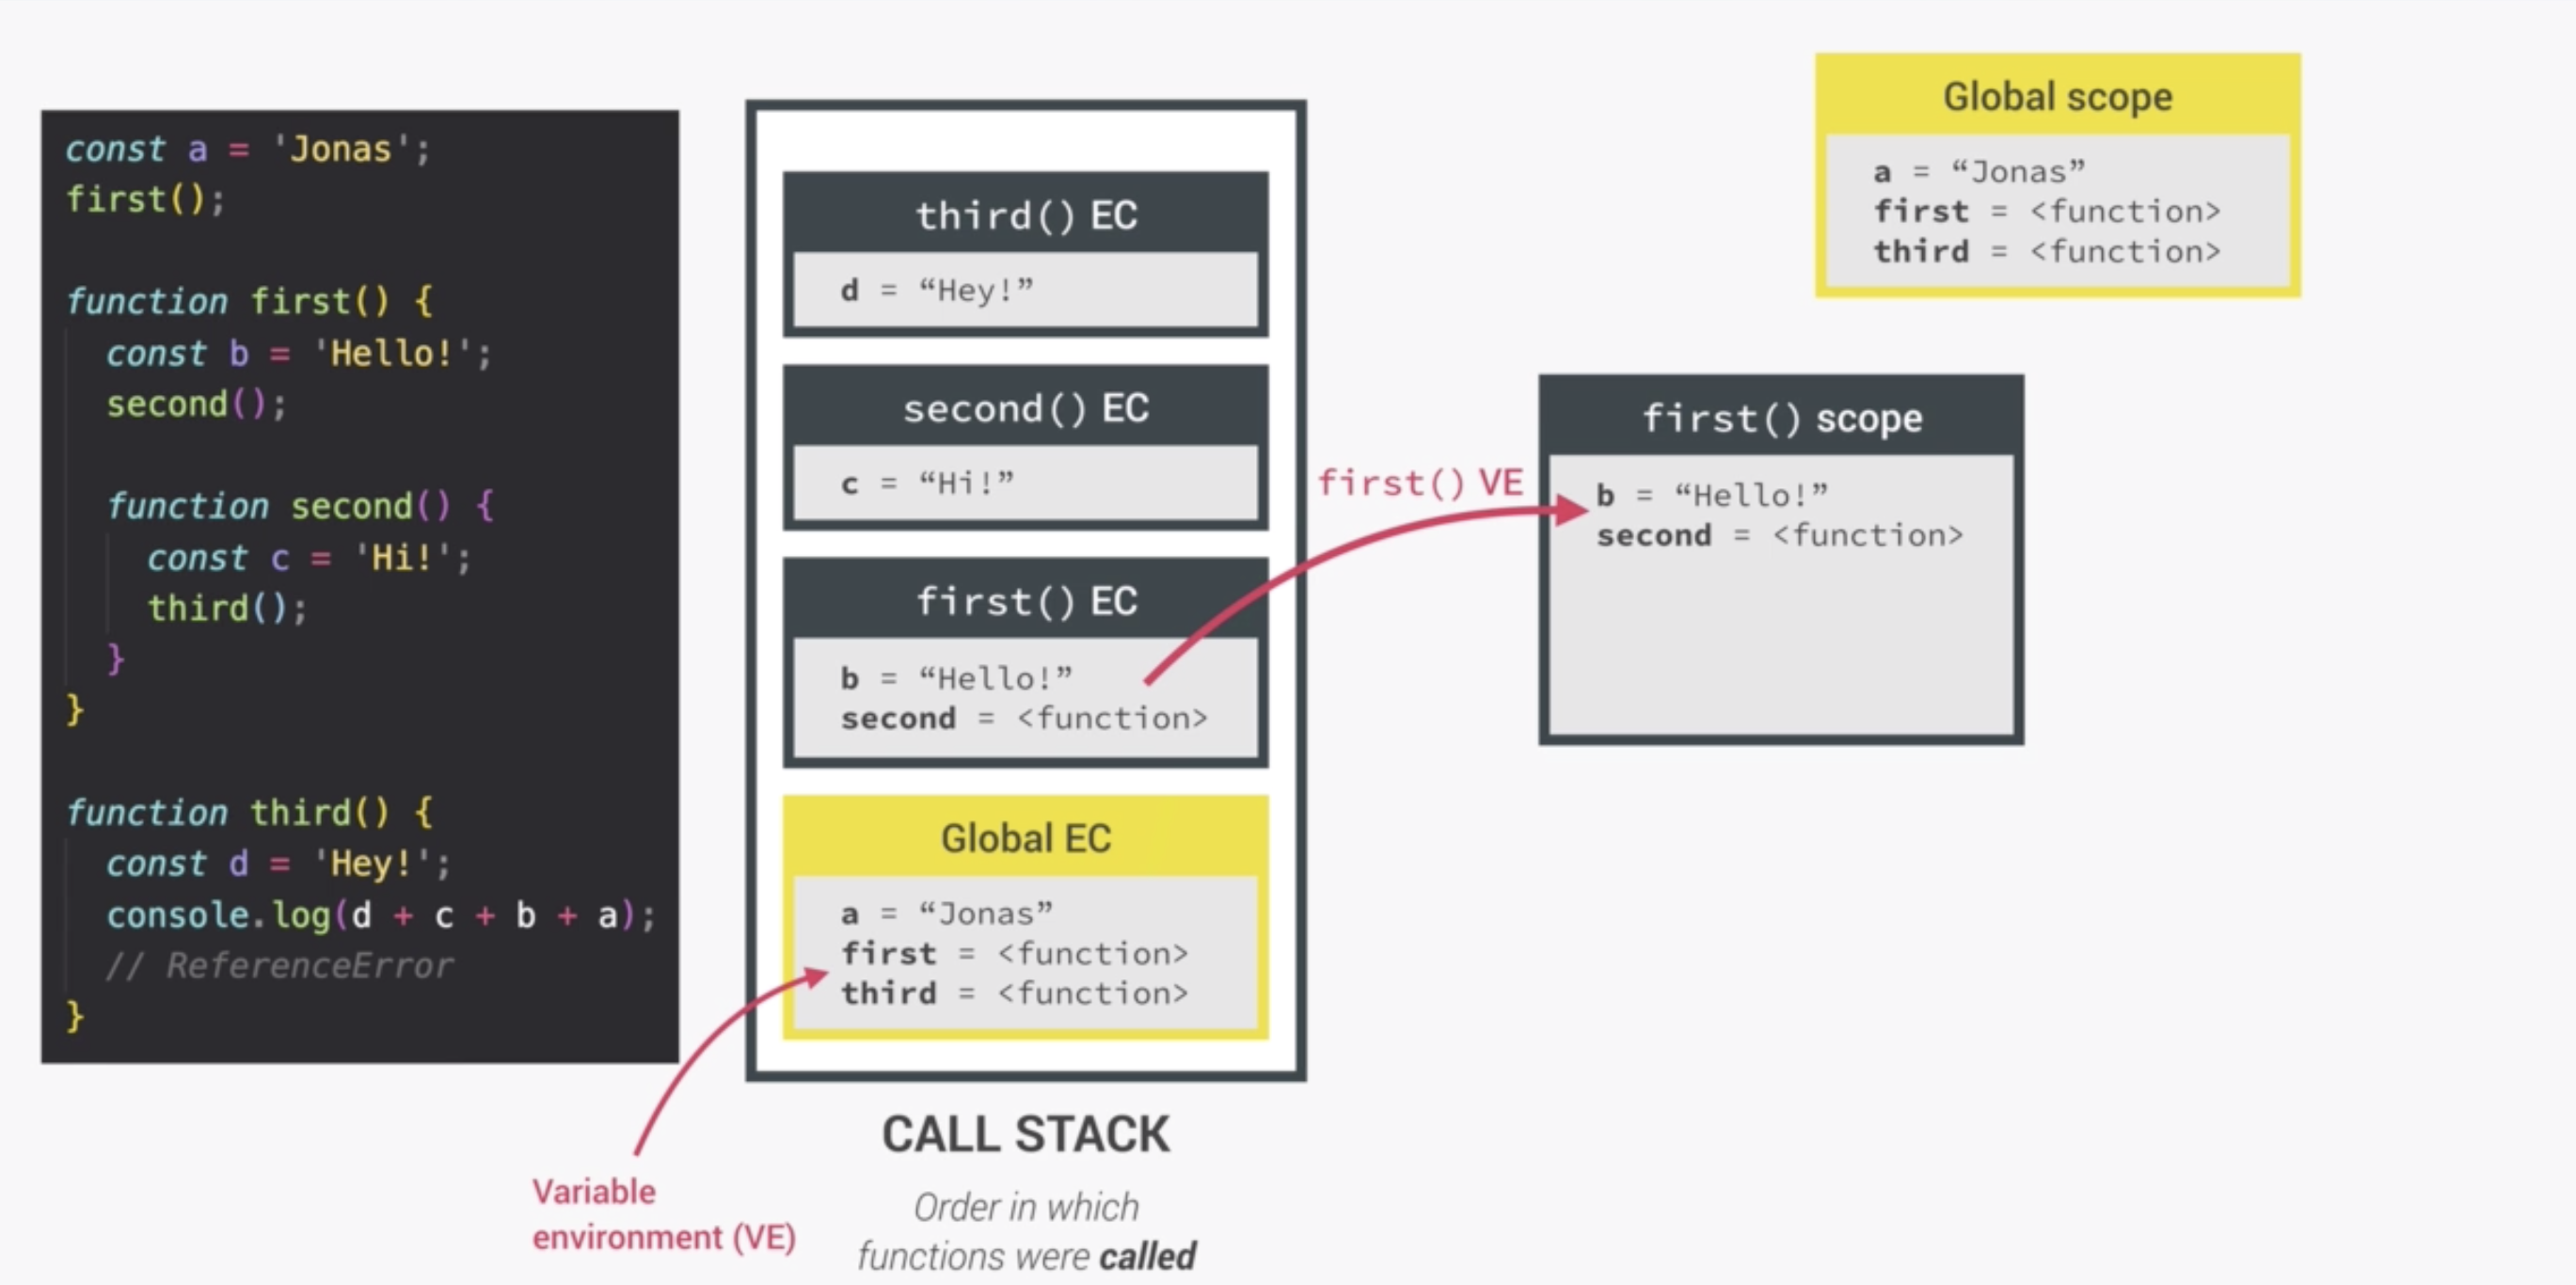 const a = 'Jonas';
first();
function first() {
const b = 'Hello!';
second();
function second() {
const c = 'Hi!';
third();
}
}
function third() {
const d = 'Hey!';
console.log(d + c + b + a);
// ReferenceError
}
third() EC
d = “Hey!”
second() EC
c = “Hi!”
first() EC
b = “Hello!”
second = <function>
Global EC
a = “Jonas”
first = <function>
third = <function>
Variable
environment (VE)
CALL STACK
Order in which
functions were called
first() VE
Global scope
a = “Jonas”
first = <function>
third = <function>
first() scope
b = “Hello!”
second = <function>